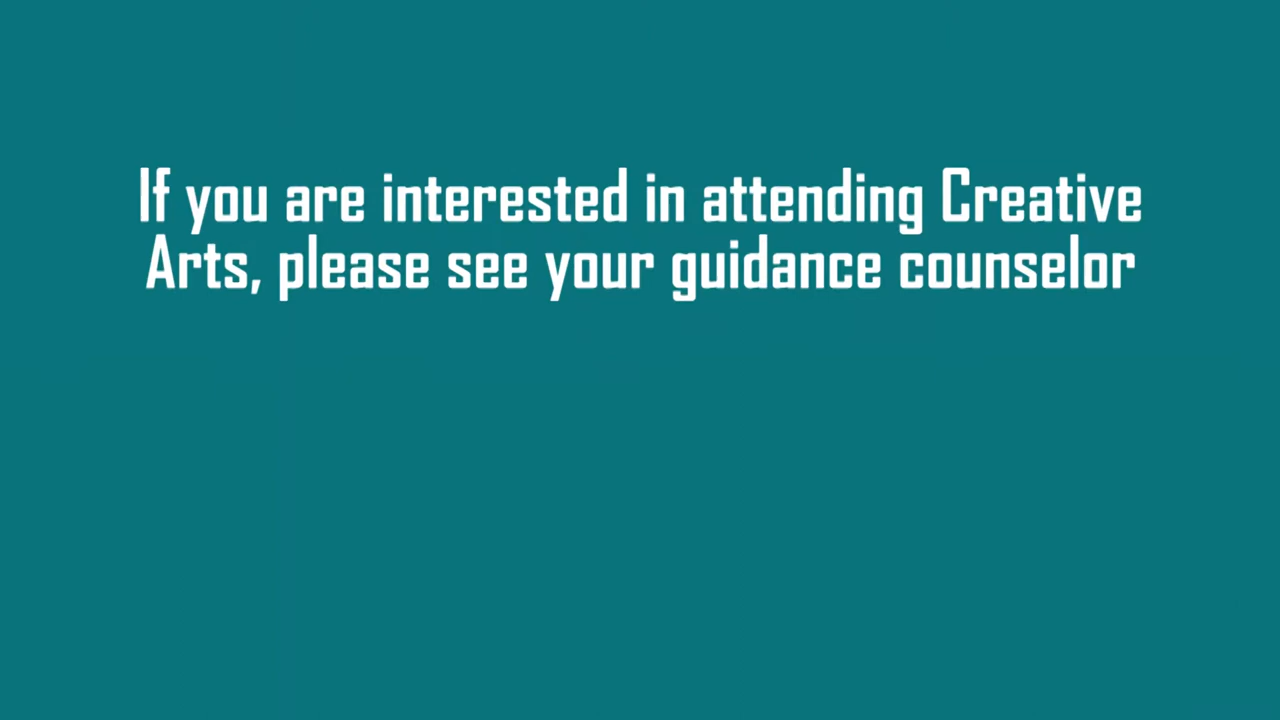 If you are interested in attending Creative
Arts, please see your guidance counselor